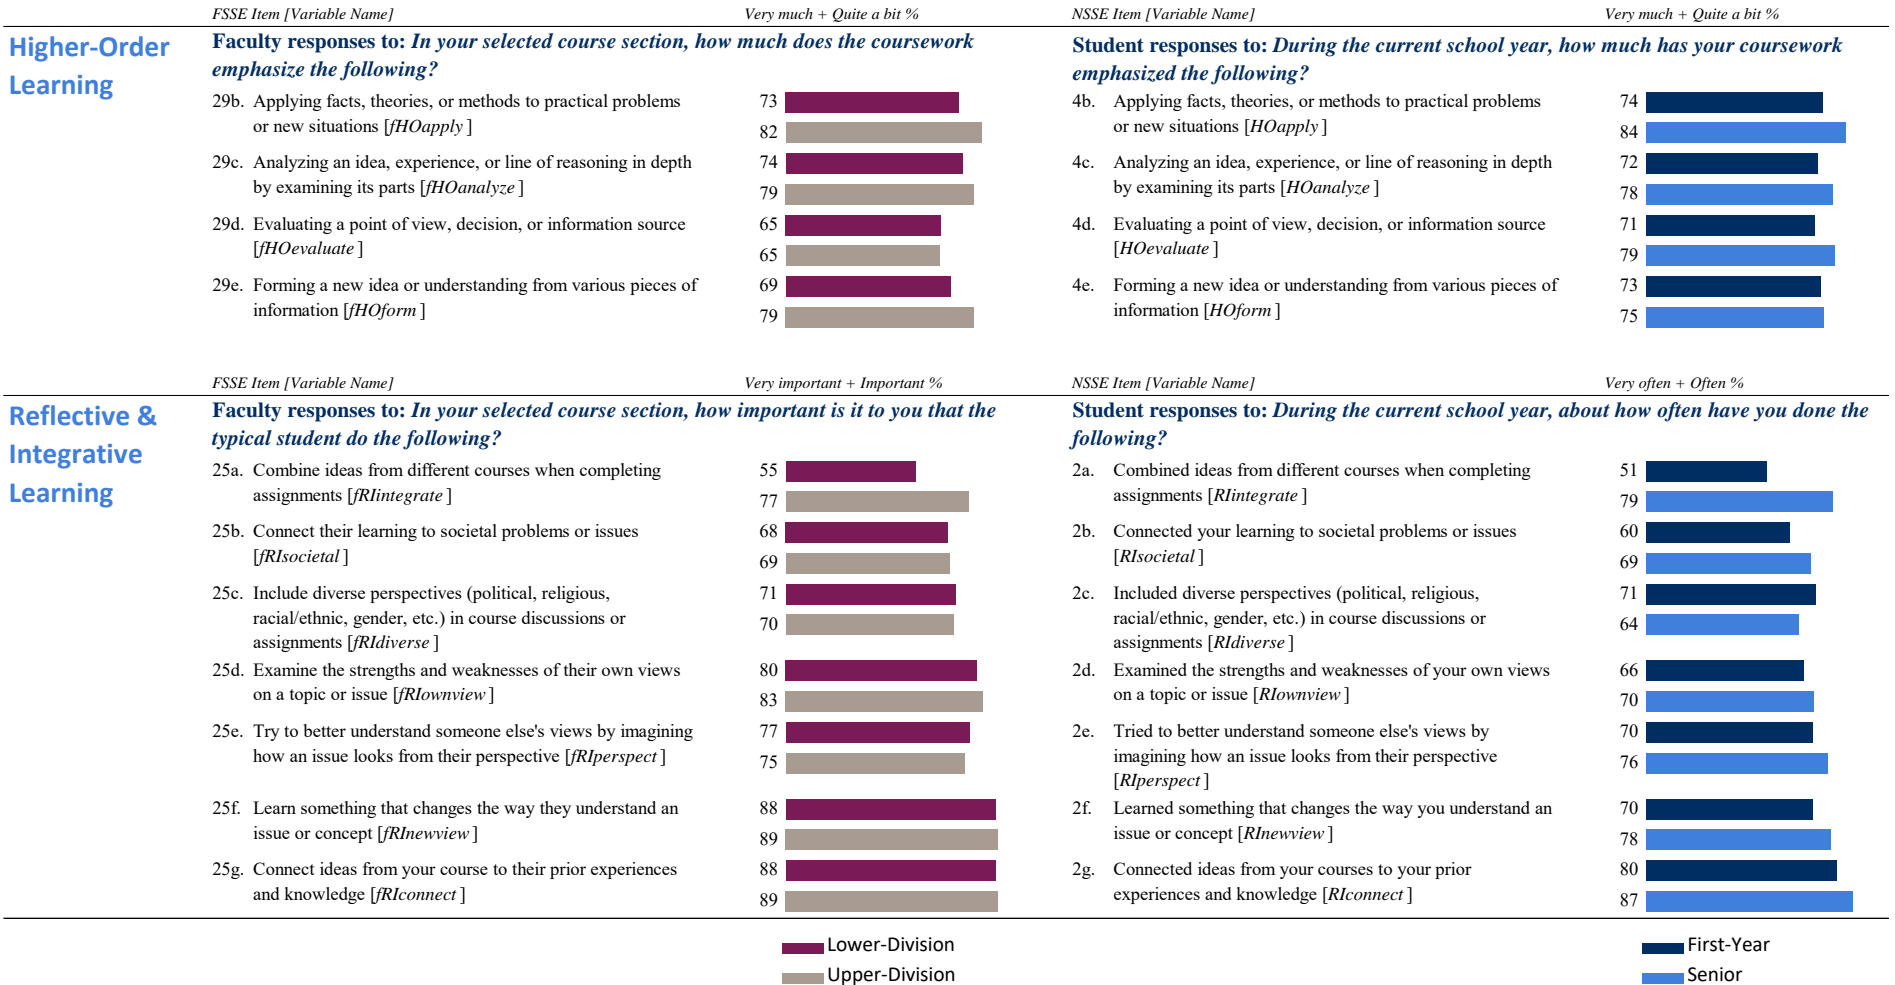 FSSE Item [Variable Name]
Very much + Quite a bit %
NSSE Item [Variable Name]
Very much + Quite a bit %
Higher-Order
Learning
Faculty responses to: In your selected course section, how much does the coursework
emphasize the following?
29b. Applying facts, theories, or methods to practical problems
or new situations [fHOapply]
73
82
29c. Analyzing an idea, experience, or line of reasoning in depth
by examining its parts [fHOanalyze]
74
79
29d. Evaluating a point of view, decision, or information source
[fHOevaluate]
65
65
29e. Forming a new idea or understanding from various pieces of
information [fHOform]
69
79
Student responses to: During the current school year, how much has your coursework
emphasized the following?
4b. Applying facts, theories, or methods to practical problems
or new situations [HOapply]
74
84
4c. Analyzing an idea, experience, or line of reasoning in depth
by examining its parts [HOanalyze]
72
78
4d. Evaluating a point of view, decision, or information source
[HOevaluate]
71
79
4e. Forming a new idea or understanding from various pieces of
information [HOform]
73
75
FSSE Item [Variable Name]
Very important + Important %
NSSE Item [Variable Name]
Very often + Often %
Reflective &
Integrative
Learning
Faculty responses to: In your selected course section, how important is it to you that the
typical student do the following?
25a. Combine ideas from different courses when completing
assignments [fRIintegrate]
55
77
25b. Connect their learning to societal problems or issues
[fRIsocietal]
68
69
25c. Include diverse perspectives (political, religious,
racial/ethnic, gender, etc.) in course discussions or
assignments [fRIdiverse]
71
70
25d. Examine the strengths and weaknesses of their own views
on a topic or issue [fRIownview]
80
83
25e. Try to better understand someone else's views by imagining
how an issue looks from their perspective [fRIperspect]
77
75
25f. Learn something that changes the way they understand an
issue or concept [fRInewview]
88
89
25g. Connect ideas from your course to their prior experiences
and knowledge [fRIconnect]
88
89
Student responses to: During the current school year, about how often have you done the
following?
2a. Combined ideas from different courses when completing
assignments [RIintegrate]
51
79
2b. Connected your learning to societal problems or issues
[RIsocietal]
60
69
2c. Included diverse perspectives (political, religious,
racial/ethnic, gender, etc.) in course discussions or
assignments [RIdiverse]
71
64
2d. Examined the strengths and weaknesses of your own views
on a topic or issue [RIownview]
66
70
2e. Tried to better understand someone else's views by
imagining how an issue looks from their perspective
[RIperspect]
70
76
2f. Learned something that changes the way you understand an
issue or concept [RInewview]
70
78
2g. Connected ideas from your courses to your prior
experiences and knowledge [RIconnect]
80
87
Lower-Division
Upper-Division
First-Year
Senior